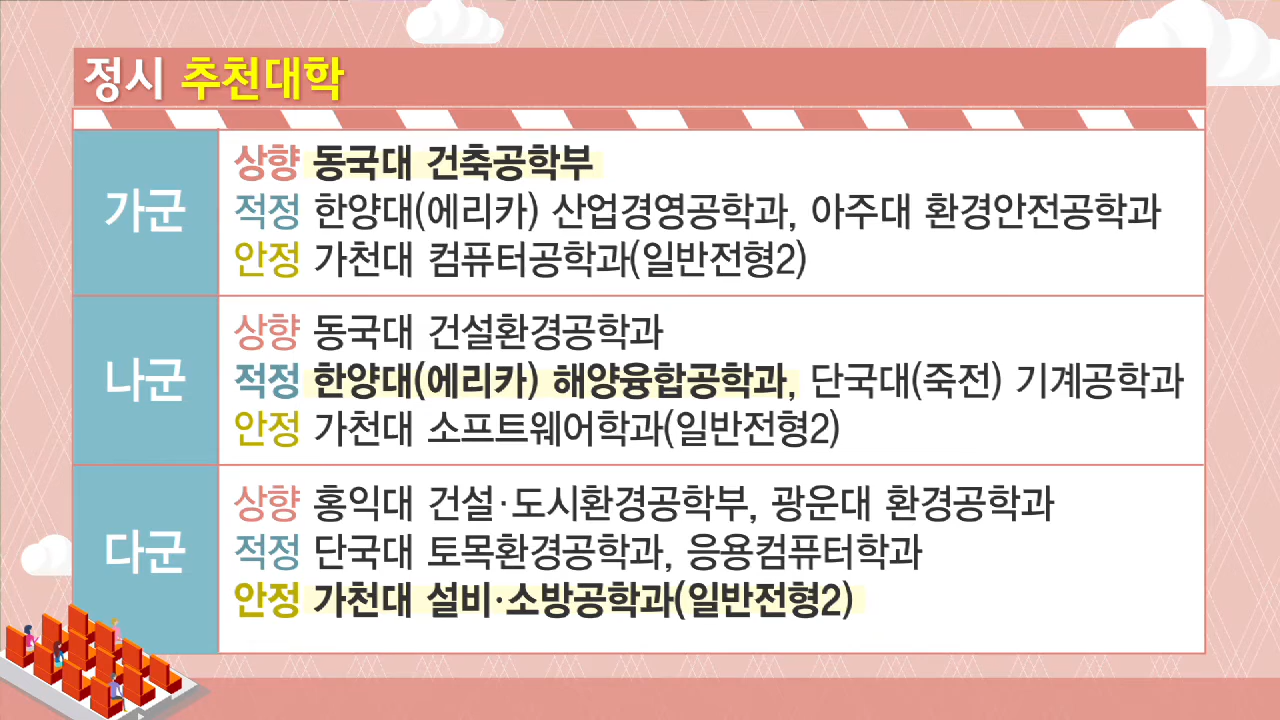 정시 추천대학
가군
상향 동국대 건축공학부
적정 한양대(에리카) 산업경영공학과, 아주대 환경안전공학과
안정 가천대 컴퓨터공학과(일반전형2)
나군
상향 동국대 건설환경공학과
적정 한양대(에리카) 해양융합공학과, 단국대(죽전) 기계공학과
안정 가천대 소프트웨어학과(일반전형2)
다군
상향 홍익대 건설·도시환경공학부, 광운대 환경공학과
적정 단국대 토목환경공학과, 응용컴퓨터학과
안정 가천대 설비·소방공학과(일반전형2)